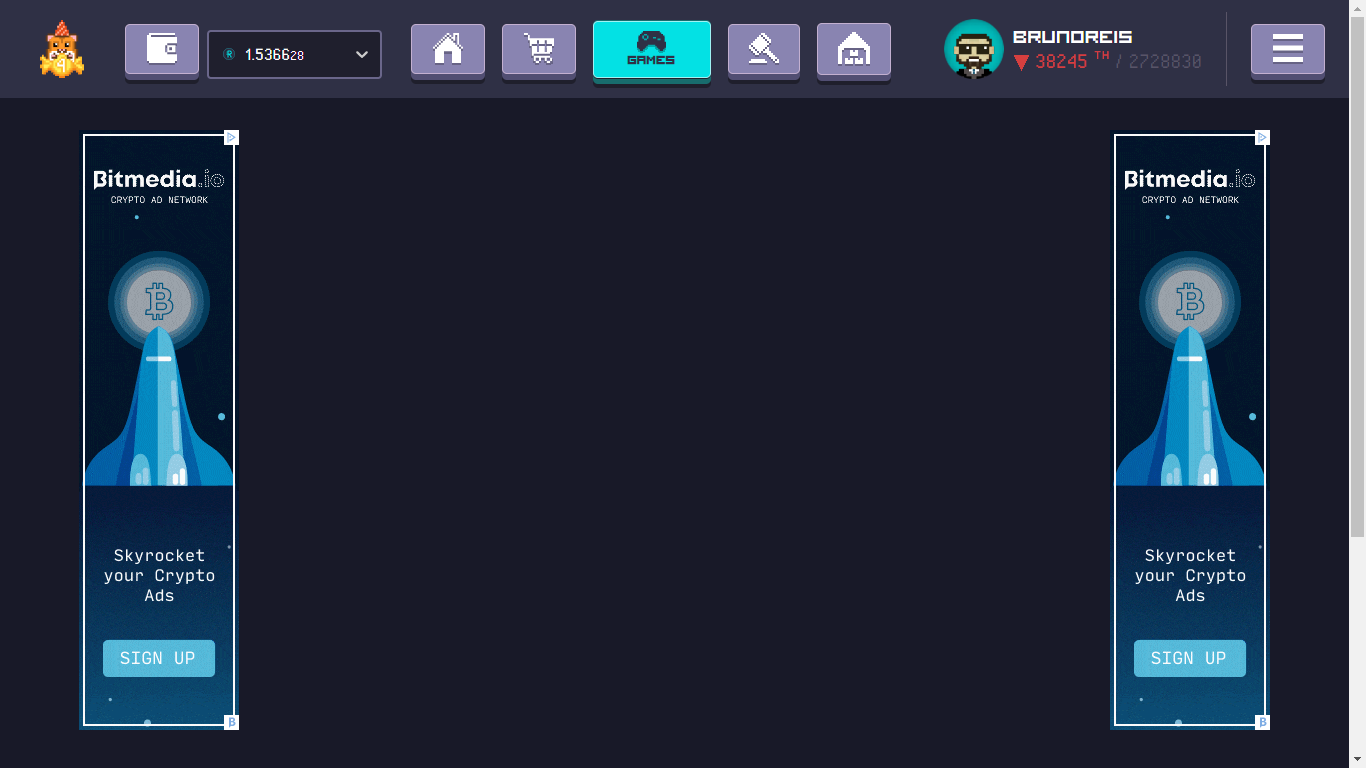 1.536628
GAMES
BRUNOREIS
38245 TH / 2728830
Bitmedia.io
CRYPTO AD NETWORK
Skyrocket
your Crypto
Ads
SIGN UP
Bitmedia.io
CRYPTO AD NETWORK
Skyrocket
your Crypto
Ads
SIGN UP